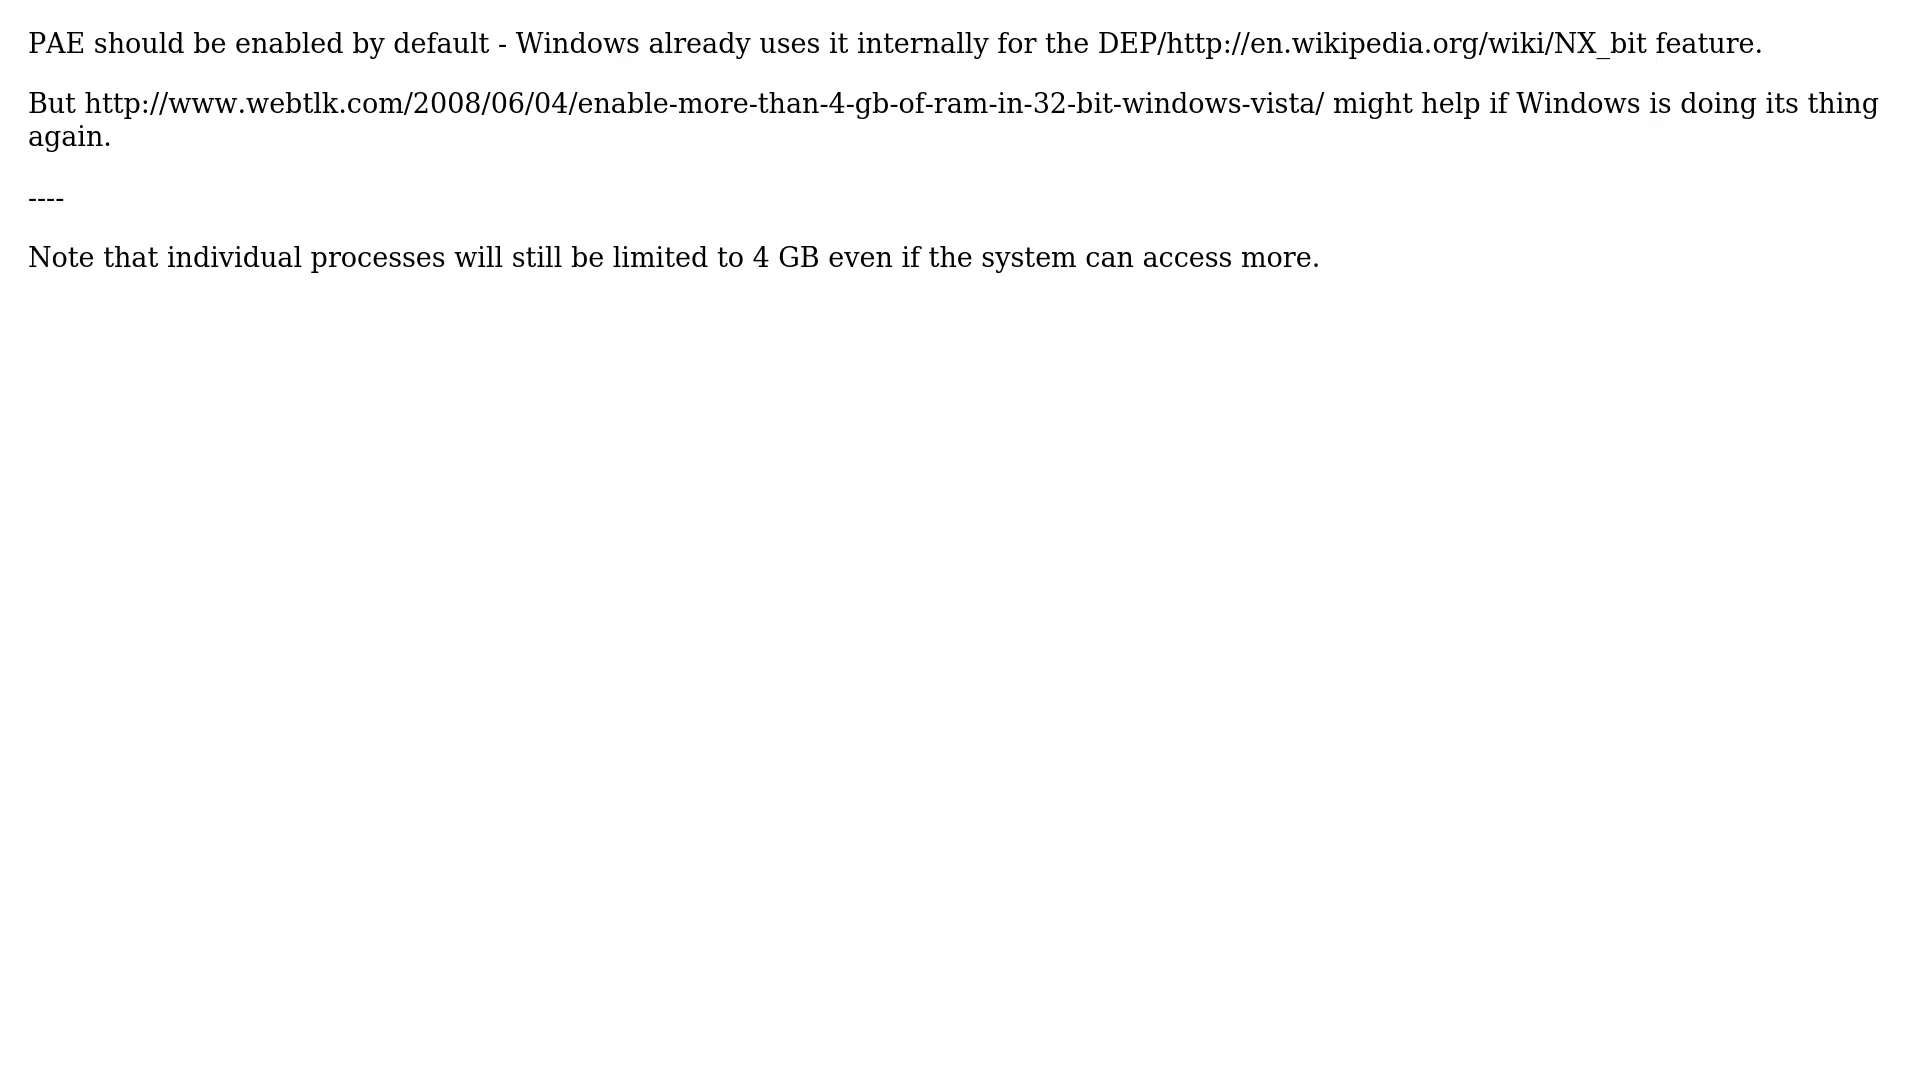 PAE should be enabled by default - Windows already uses it internally for the DEP/http://en.wikipedia.org/wiki/NX_bit feature.
But http://www.webtlk.com/2008/06/04/enable-more-than-4-gb-of-ram-in-32-bit-windows-vista/ might help if Windows is doing its thing
again.
----
Note that individual processes will still be limited to 4 GB even if the system can access more.